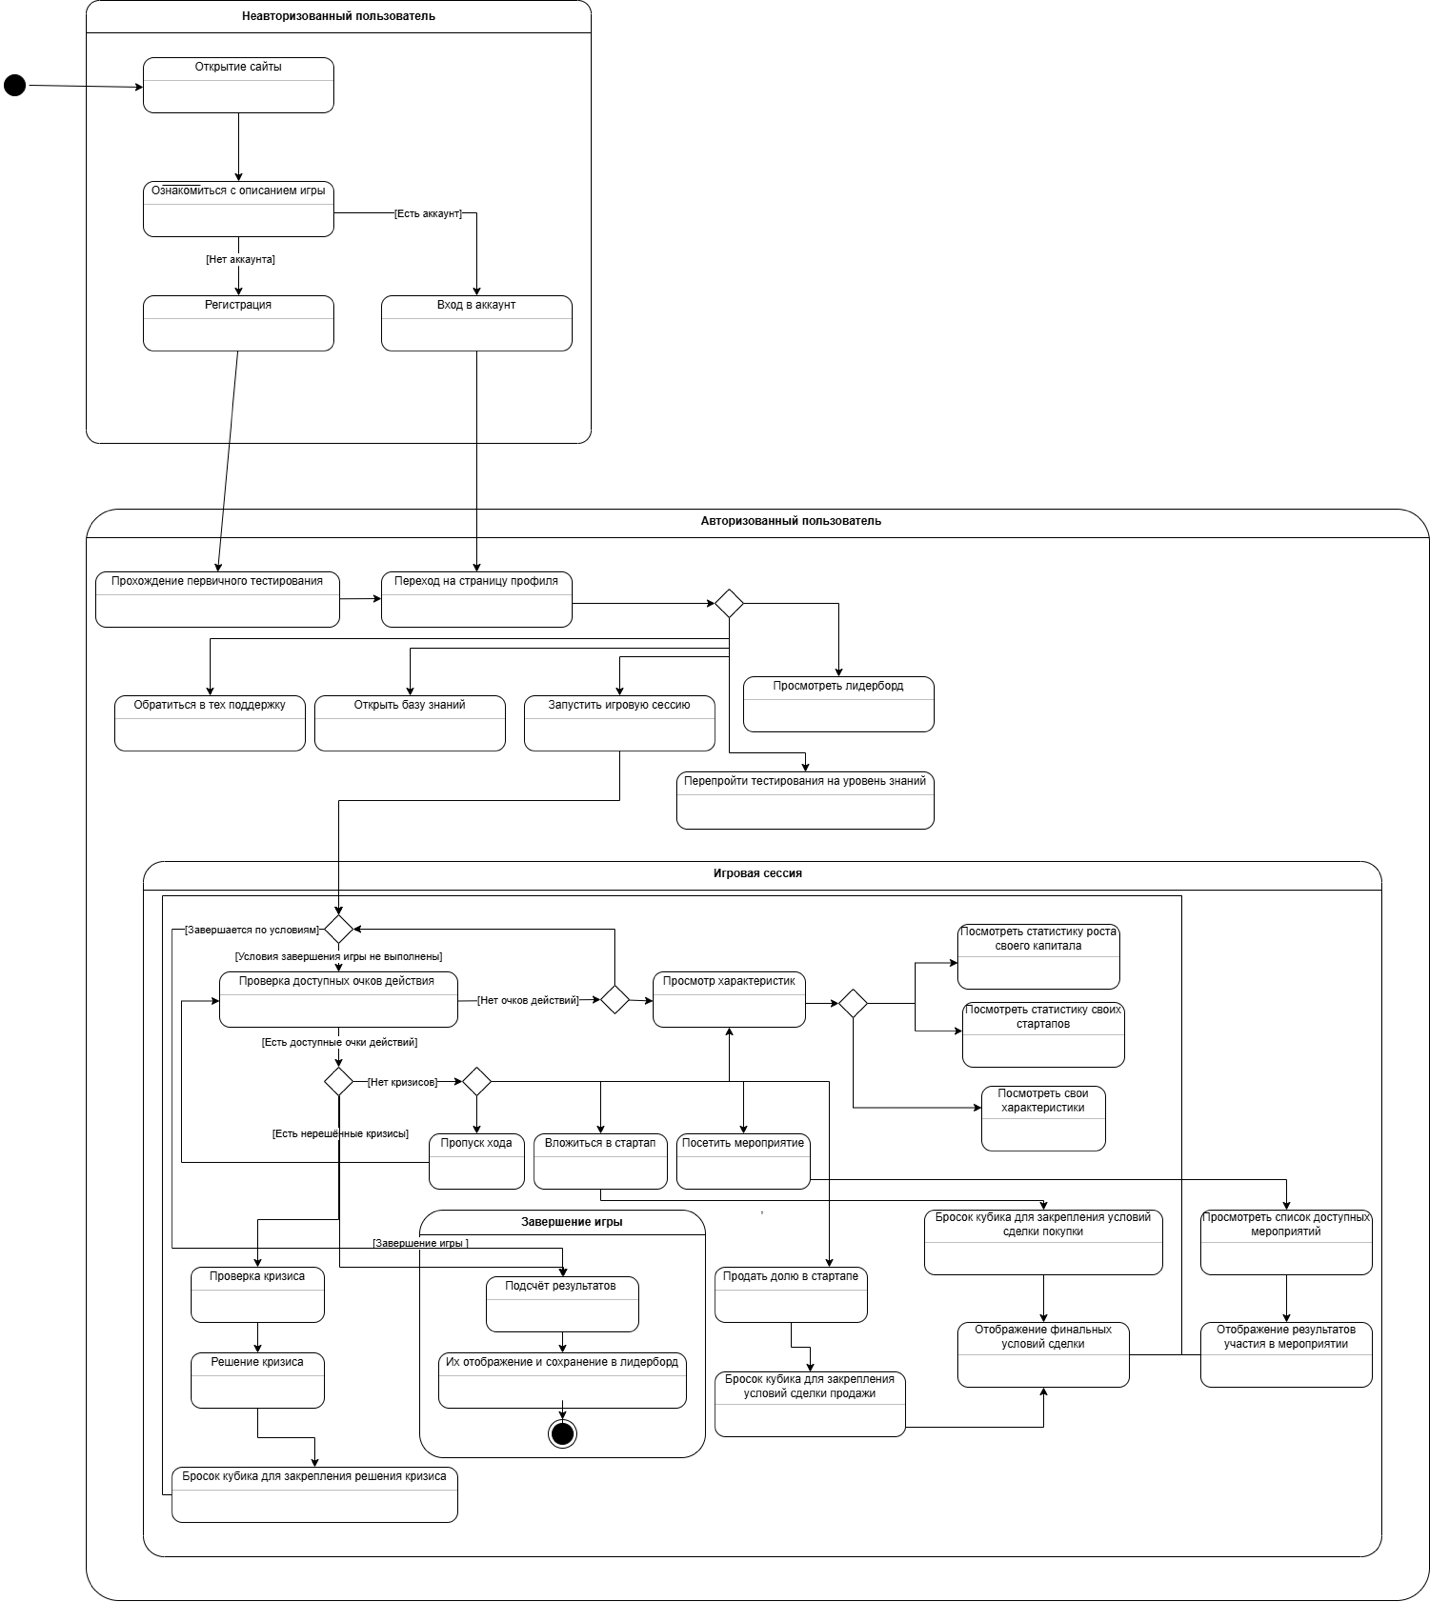 Неавторизованный пользователь
Открытие сайты
Ознакомиться с описанием игры
[Есть аккаунт]
[Нет аккаунта]
Регистрация
Вход в аккаунт
Авторизованный пользователь
Прохождение первичного тестирования
Переход на страницу профиля
Просмотреть лидерборд
Обратиться в тех поддержку
Открыть базу знаний
Запустить игровую сессию
Перепройти тестирования на уровень знаний
Игровая сессия
[Завершается по условиям]
[Условия завершения игры не выполнены]
Посмотреть статистику роста
своего капитала
Проверка доступных очков действия
[Нет очков действий]
Просмотр характеристик
Посмотреть статистику своих
стартапов
[Есть доступные очки действий]
[Нет кризисов]
Посмотреть свои
характеристики
[Есть нерешённые кризисы]
Пропуск хода
Вложиться в стартап
Посетить мероприятие
,
Завершение игры
Бросок кубика для закрепления условий
сделки покупки
Просмотреть список доступных
мероприятий
[Завершение игры ]
Проверка кризиса
Подсчёт результатов
Продать долю в стартапе
Отображение финальных
условий сделки
Отображение результатов
участия в мероприятии
Решение кризиса
Их отображение и сохранение в лидерборд
Бросок кубика для закрепления
условий сделки продажи
Бросок кубика для закрепления решения кризиса